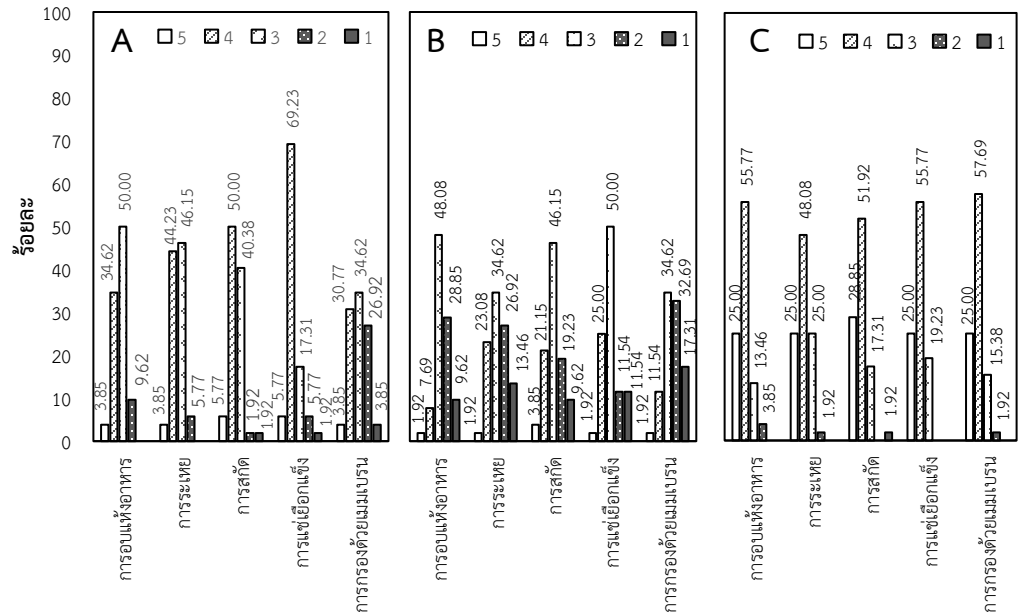 A 5 4 3 2 1
B 5 4 3 2 1
C 5 4 3 2 1
ร้อยละ
100
90
80
70
60
50
40
30
20
10
0
3.85 34.62 50.00 9.62
3.85 44.23 46.15 5.77
5.77 50.00 40.38 1.92 1.92
5.77 69.23 17.31 5.77 1.92
3.85 30.77 34.62 26.92 3.85
1.92 7.69 48.08 28.85 9.62
1.92 23.08 34.62 26.92 13.46
3.85 21.15 46.15 19.23 9.62
1.92 25.00 50.00 11.54 11.54
1.92 11.54 34.62 32.69 17.31
25.00 55.77 13.46 3.85
25.00 48.08 25.00 1.92
28.85 51.92 17.31 1.92
25.00 55.77 19.23
25.00 57.69 15.38 1.92
การอบแห้งอาหาร
การระเหย
การสกัด
การแช่เยือกแข็ง
การกรองด้วยเมมเบรน
การอบแห้งอาหาร
การระเหย
การสกัด
การแช่เยือกแข็ง
การกรองด้วยเมมเบรน
การอบแห้งอาหาร
การระเหย
การสกัด
การแช่เยือกแข็ง
การกรองด้วยเมมเบรน